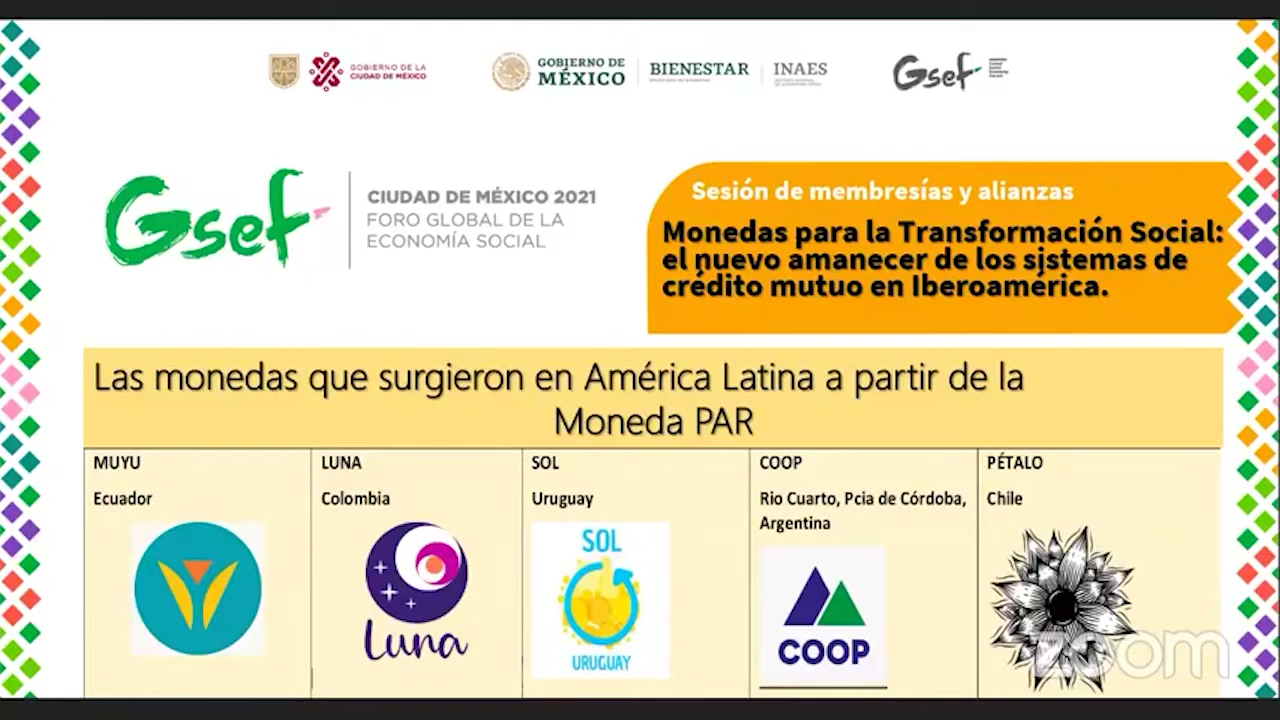 GOBIERNO DE LA
CIUDAD DE MÉXICO
GOBIERNO DE
MÉXICO
BIENESTAR
INAES
Gsef
Gsef
CIUDAD DE MÉXICO 2021
FORO GLOBAL DE LA
ECONOMÍA SOCIAL
Sesión de membresías y alianzas
Monedas para la Transformación Social:
el nuevo amanecer de los sistemas de
crédito mutuo en Iberoamérica.
Las monedas que surgieron en América Latina a partir de la
Moneda PAR
MUYU
Ecuador
LUNA
Colombia
Luna
SOL
Uruguay
SOL
URUGUAY
COOP
Rio Cuarto, Pcia de Córdoba,
Argentina
COOP
PÉTALO
Chile
zoom